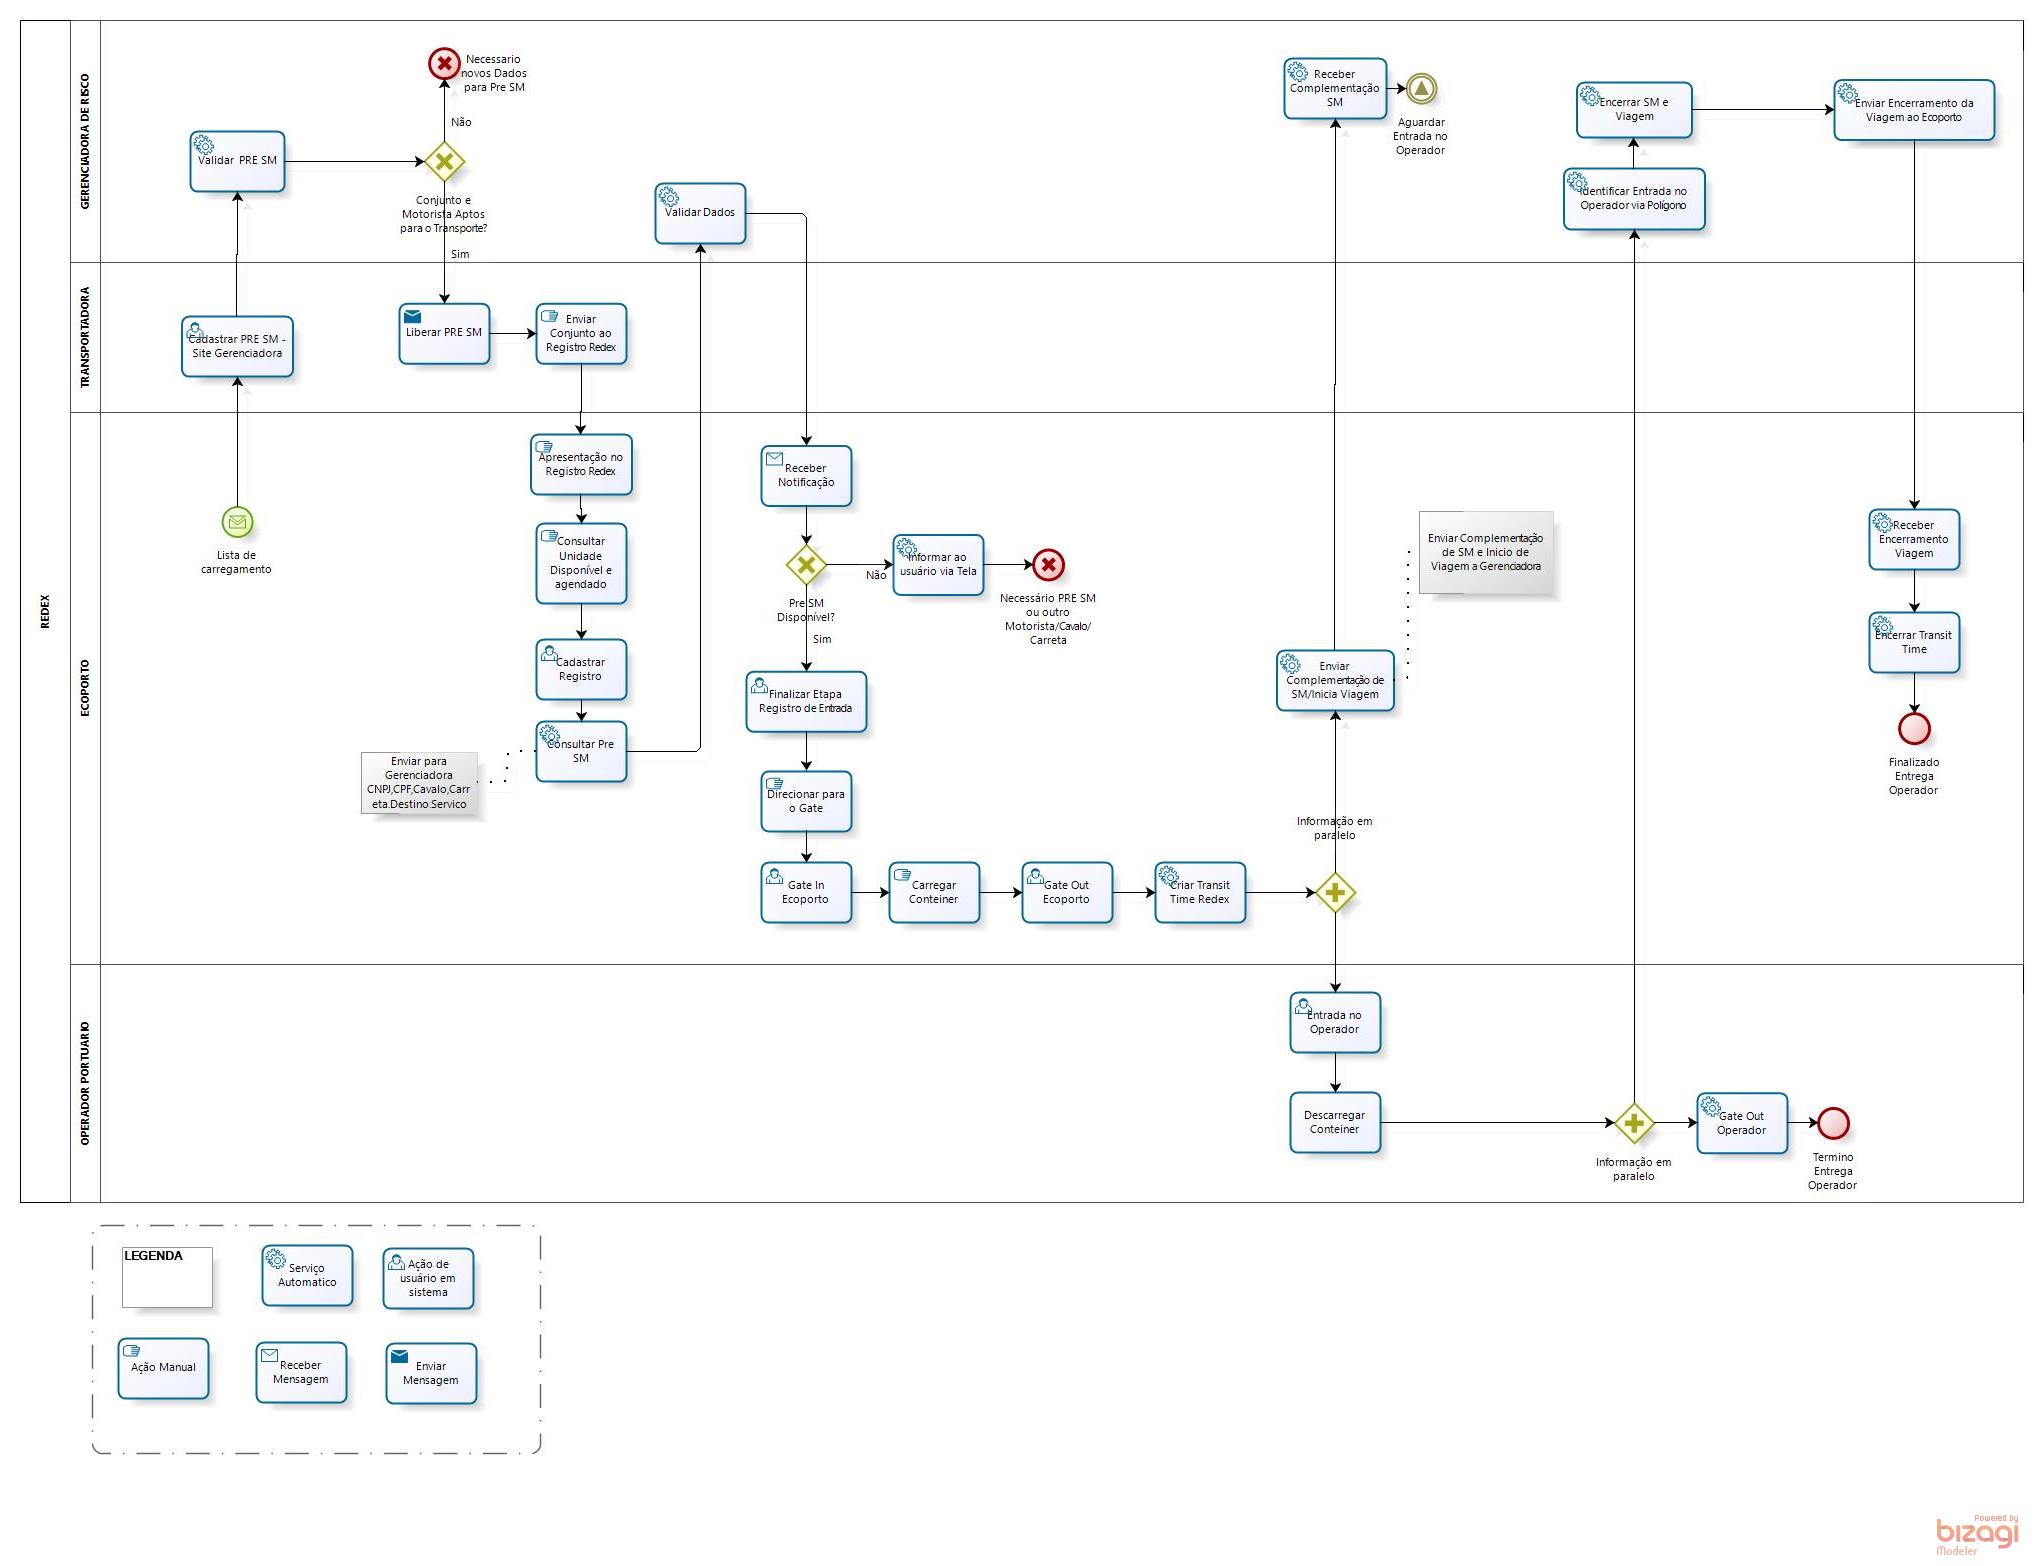 REDEX
GERENCIADORA DE RISCO
TRANSPORTADORA
ECOPORTO
OPERADOR PORTUARIO
Necessario
novos Dados
para Pre SM
Não
Validar PRE SM
Conjunto e
Motorista Aptos
para o Transporte?
Sim
Validar Dados
Receber
Complementação
SM
Aguardar
Entrada no
Operador
Encerrar SM e
Viagem
Identificar Entrada no
Operador via Polígono
Enviar Encerramento da
Viagem ao Ecoporto
Cadastrar PRE SM -
Site Gerenciadora
Liberar PRE SM
Enviar
Conjunto ao
Registro Redex
Lista de
carregamento
Apresentação no
Registro Redex
Consultar
Unidade
Disponível e
agendado
Cadastrar
Registro
Consultar Pre
SM
Enviar para
Gerenciadora
CNPJ,CPF,Cavalo,Carr
eta.Destino.Servico
Receber
Notificação
Não
Pre SM
Disponível?
Sim
Informar ao
usuário via Tela
Necessário PRE SM
ou outro
Motorista/Cavalo/
Carreta
Finalizar Etapa
Registro de Entrada
Direcionar para
o Gate
Gate In
Ecoporto
Carregar
Conteiner
Gate Out
Ecoporto
Criar Transit
Time Redex
Informação em
paralelo
Enviar
Complementação de
SM/Inicia Viagem
Enviar Complementação
de SM e Inicio de
Viagem a Gerenciadora
Receber
Encerramento
Viagem
Encerrar Transit
Time
Finalizado
Entrega
Operador
Entrada no
Operador
Descarregar
Conteiner
Informação em
paralelo
Gate Out
Operador
Termino
Entrega
Operador
LEGENDA
Serviço
Automatico
Ação de
usuário em
sistema
Ação Manual
Receber
Mensagem
Enviar
Mensagem
Powered by
bizagi
Modeler